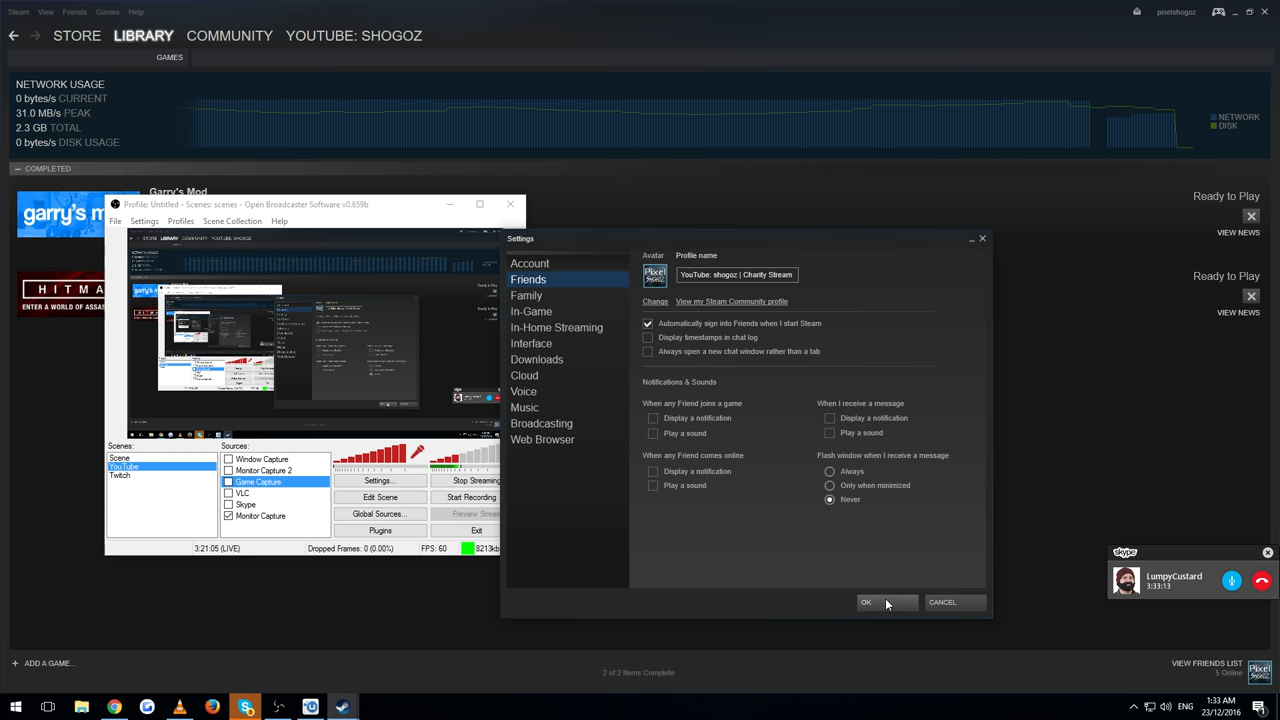 Steam View Friends Games Help
pixelshogoz
STORE LIBRARY COMMUNITY YOUTUBE: SHOGOZ
GAMES
NETWORK USAGE
0 bytes/s CURRENT
31.0 MB/s PEAK
2.3 GB TOTAL
0 bytes/s DISK USAGE
NETWORK
DISK
COMPLETED
Garry's Mod
garry's m
Ready to Play
VIEW NEWS
HITM
ENTER A WORLD OF ASSA
Ready to Play
VIEW NEWS
Profile: Untitled - Scenes: scenes - Open Broadcaster Software v0.659b
File Settings Profiles Scene Collection Help
Scenes:
Scene
YouTube
Twitch
Sources:
Window Capture
Monitor Capture 2
Game Capture
VLC
Skype
Monitor Capture
Settings...
Stop Streaming
Edit Scene
Start Recording
Global Sources...
Preview Stream
Plugins
Exit
3:21:05 (LIVE)
Dropped Frames: 0 (0.00%)
FPS: 60
8213kb
Settings
Account
Friends
Family
In-Game
In-Home Streaming
Interface
Downloads
Cloud
Voice
Music
Broadcasting
Web Browser
Avatar
Profile name
Pixel
YouTube: shogoz | Charity Stream
Change
View my Steam Community profile
Automatically sign into Friends when I start Steam
Display timestamps in chat log
Always open a new chat window rather than a tab
Notifications & Sounds
When any Friend joins a game
Display a notification
Play a sound
When I receive a message
Display a notification
Play a sound
When any Friend comes online
Display a notification
Play a sound
Flash window when I receive a message
Always
Only when minimized
Never
OK
CANCEL
skype
LumpyCustard
3:33:13
ADD A GAME...
2 of 2 Items Complete
VIEW FRIENDS LIST
5 Online
Pixel
ENG
1:33 AM
23/12/2016